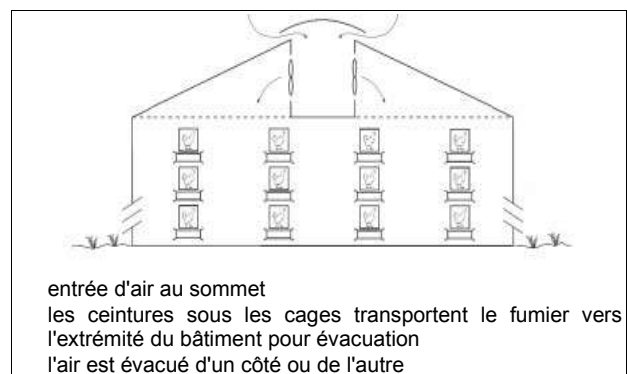 entrée d'air au sommet
les ceintures sous les cages transportent le fumier vers
l'extrémité du bâtiment pour évacuation
l'air est évacué d'un côté ou de l'autre